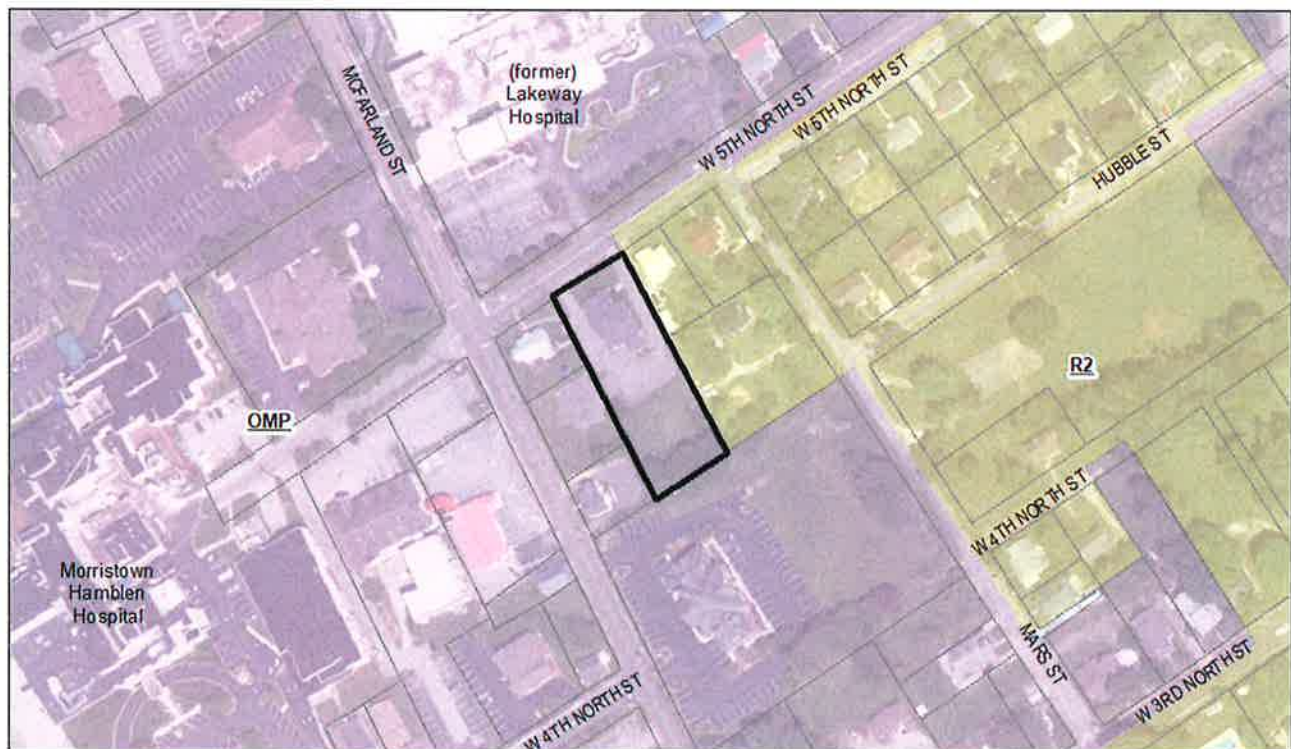 (former)
Lakeway
Hospital
MCFARLAND ST
W 5TH NORTH ST
W 5TH NORTH ST
HUBBLE ST
R2
OMP
W 4TH NORTH ST
Morristown
Hamblen
Hospital
MARS ST
W 4TH NORTH ST
W 3RD NORTH ST